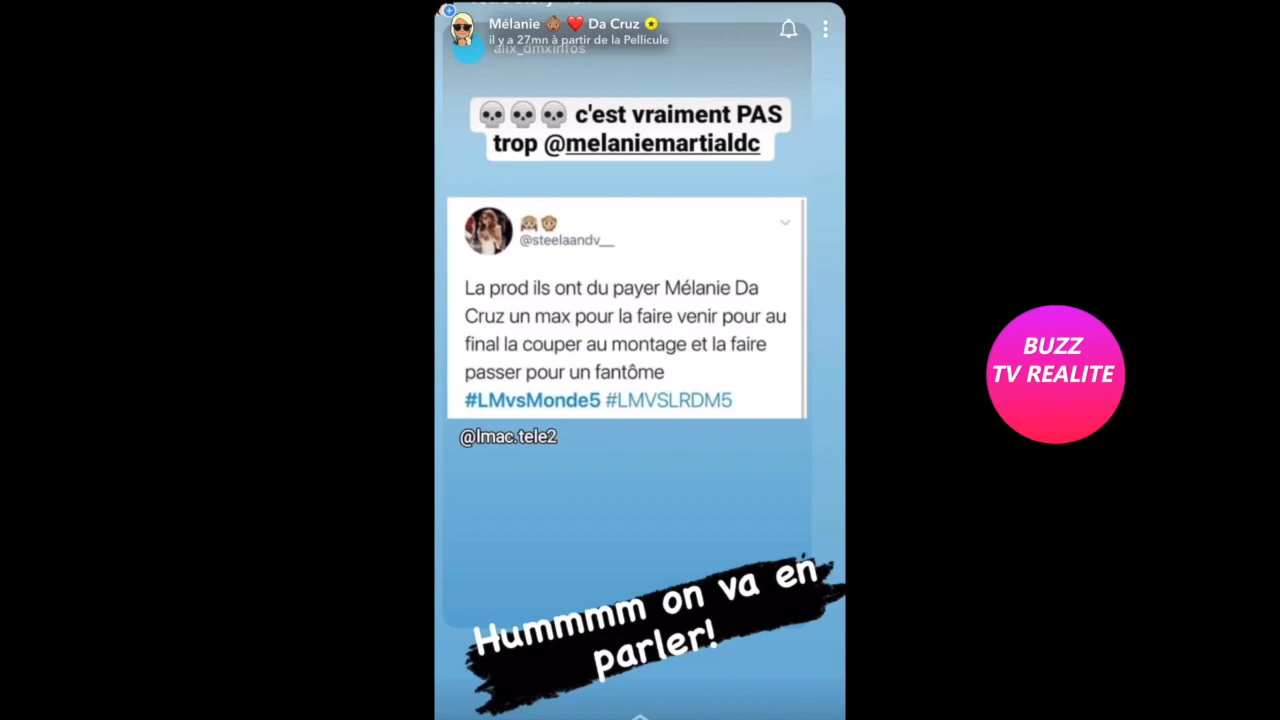 Mélanie 👶🏽 ❤️ Da Cruz
il y a 27mn à partir de la Pellicule
alix_dmxinfos
💀💀💀 c'est vraiment PAS
trop @melaniemartialdc
🙈🐵
@steelaandv__
La prod ils ont du payer Mélanie Da
Cruz un max pour la faire venir pour au
final la couper au montage et la faire
passer pour un fantôme
#LMvsMonde5 #LMVSLRDM5
@lmac.tele2
Hummmm on va en
parler!
BUZZ
TV REALITE